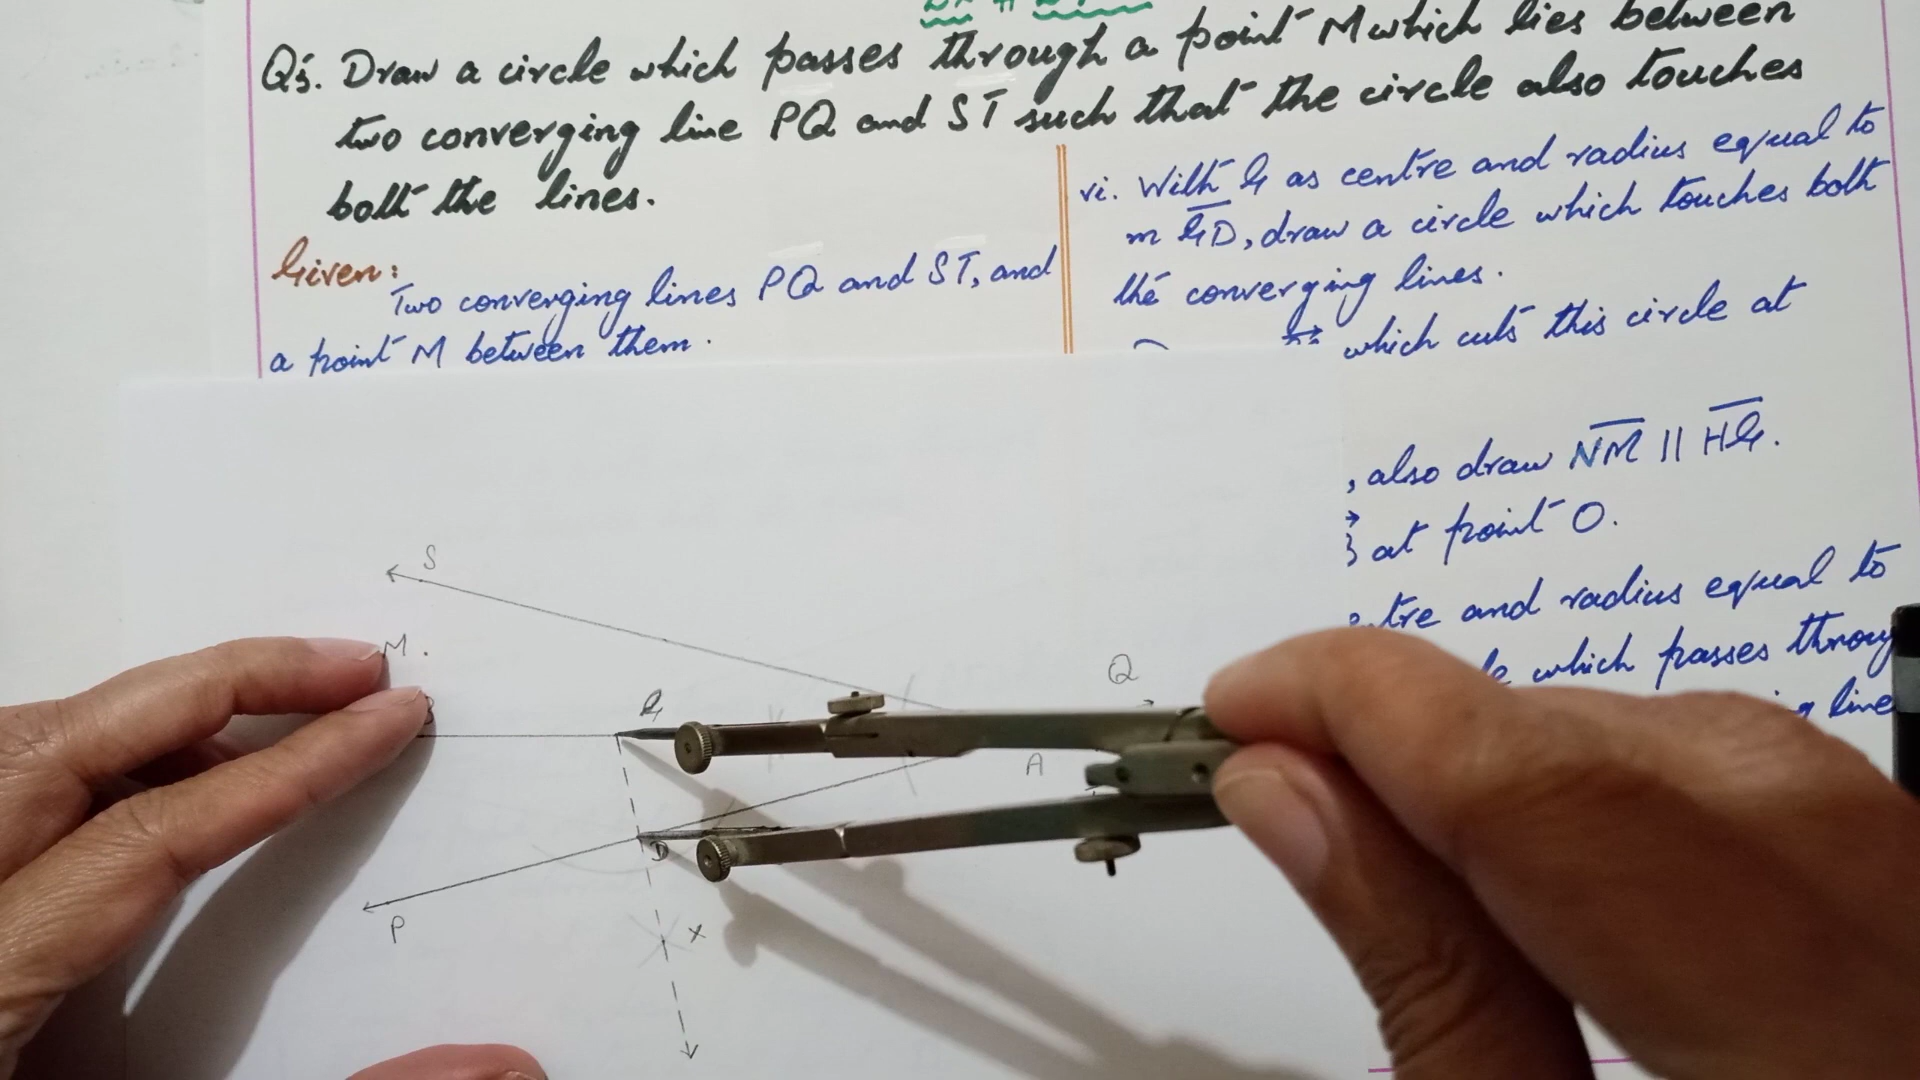 Q5. Draw a circle which passes through a point M which lies between
two converging line PQ and ST such that the circle also touches
both the lines.
Given:
Two converging lines PQ and ST, and
a point M between them.
vi. With G as centre and radius equal to
m GD, draw a circle which touches both
the converging lines.
which cuts this circle at
, also draw NM || HG.
at point O.
and radius equal to
which passes
line
S
M.
B
G
Q
A
D
P
X